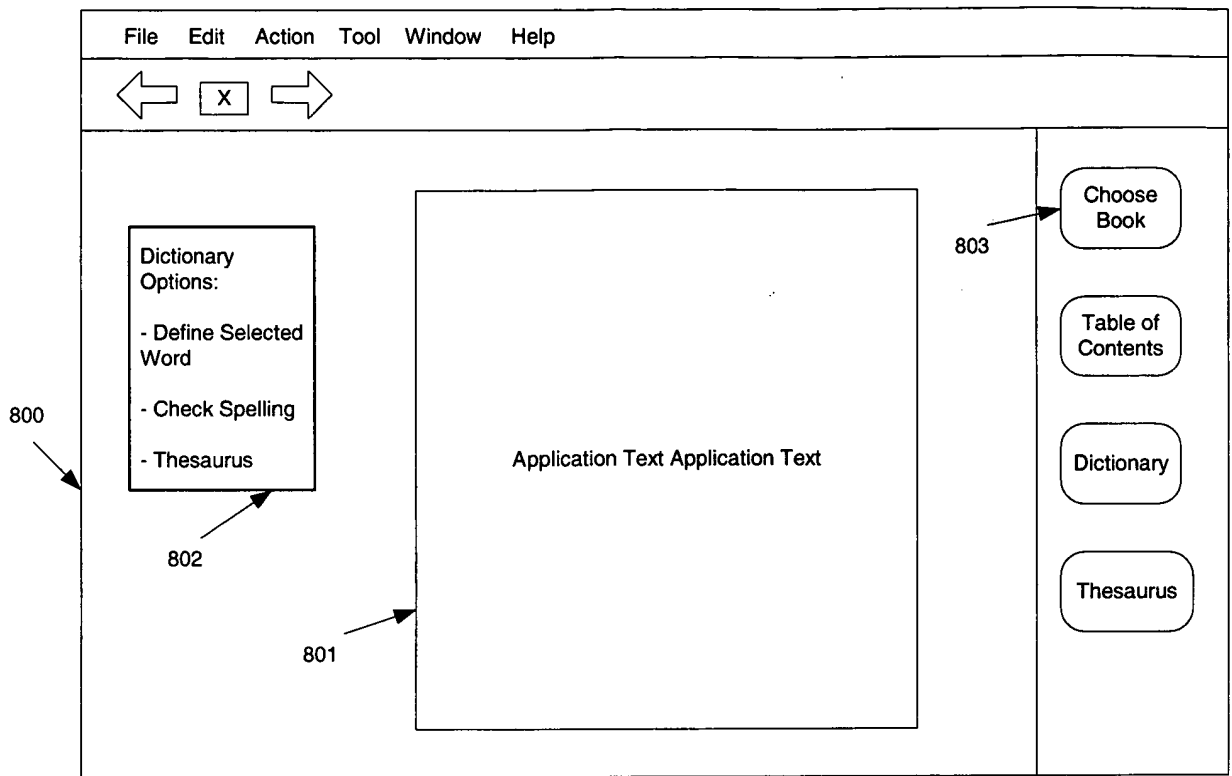 File Edit Action Tool Window Help
X
Dictionary
Options:
- Define Selected
Word
- Check Spelling
- Thesaurus
Application Text Application Text
Choose
Book
Table of
Contents
Dictionary
Thesaurus
800
801
802
803